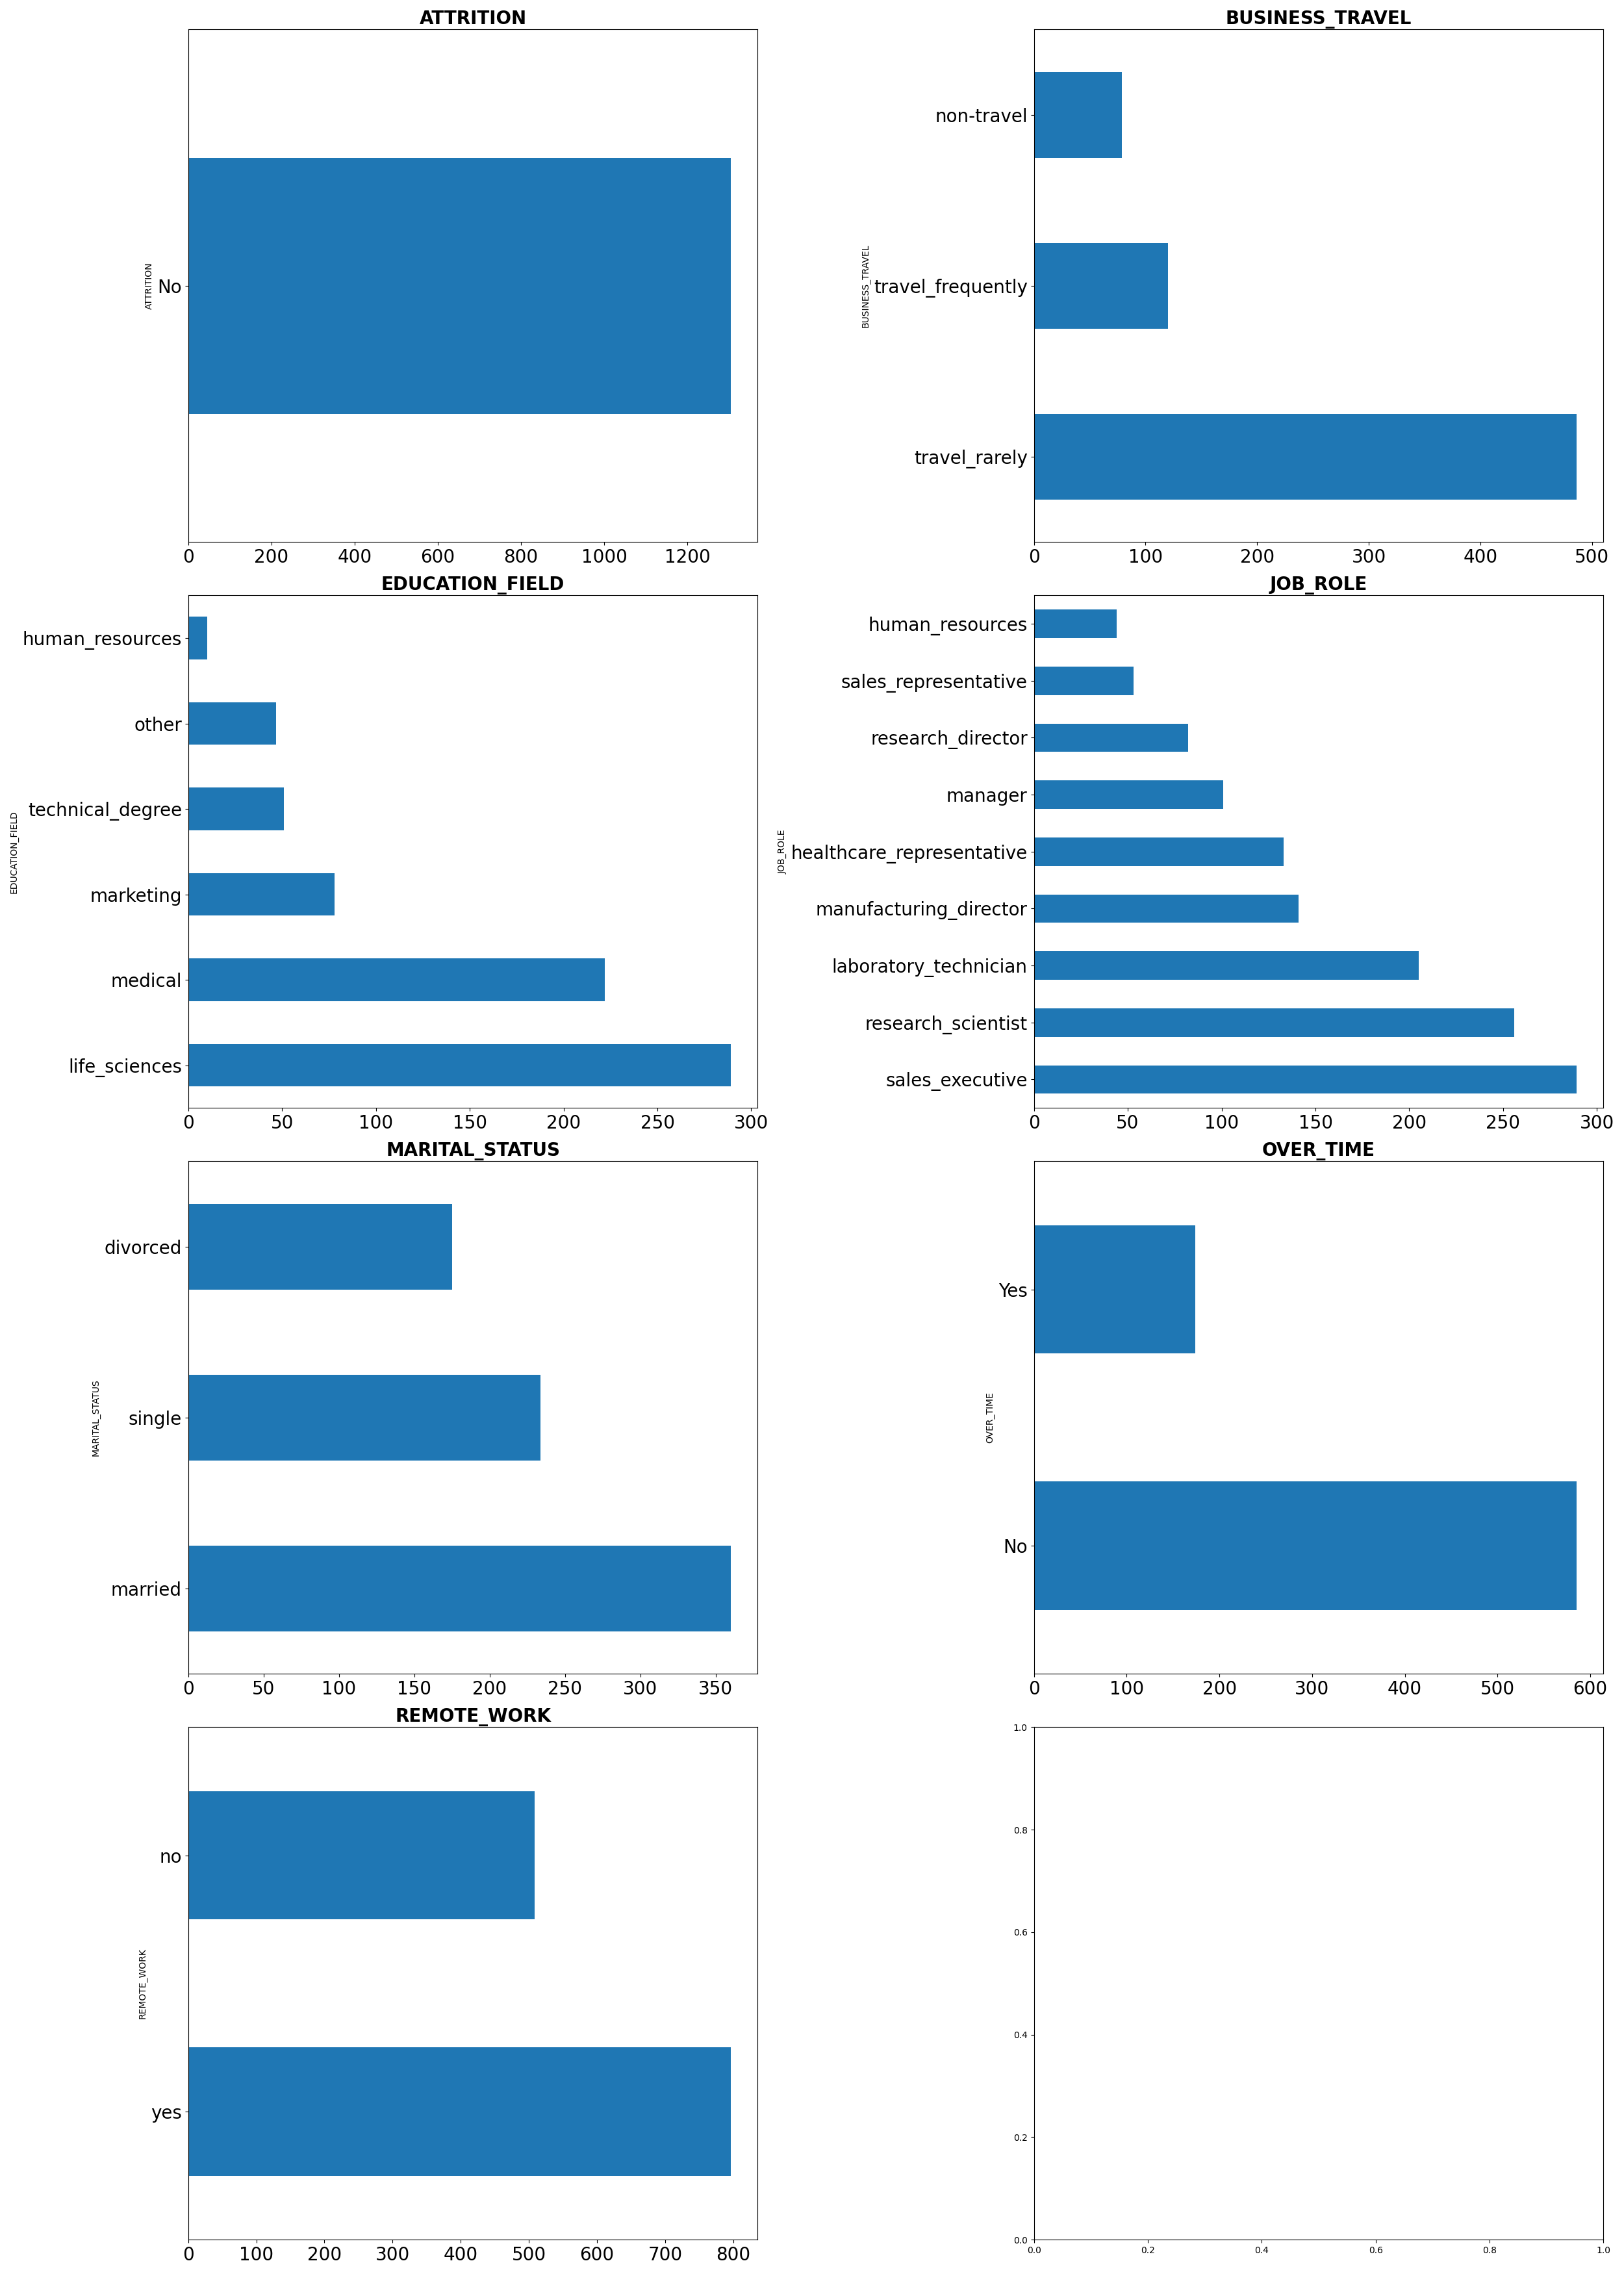 ATTRITION
ATTRITION
No
0 200 400 600 800 1000 1200
BUSINESS_TRAVEL
BUSINESS_TRAVEL
non-travel
travel_frequently
travel_rarely
0 100 200 300 400 500
EDUCATION_FIELD
EDUCATION_FIELD
human_resources
other
technical_degree
marketing
medical
life_sciences
0 50 100 150 200 250 300
JOB_ROLE
JOB_ROLE
human_resources
sales_representative
research_director
manager
healthcare_representative
manufacturing_director
laboratory_technician
research_scientist
sales_executive
0 50 100 150 200 250 300
MARITAL_STATUS
MARITAL_STATUS
divorced
single
married
0 50 100 150 200 250 300 350
OVER_TIME
OVER_TIME
Yes
No
0 100 200 300 400 500 600
REMOTE_WORK
REMOTE_WORK
no
yes
0 100 200 300 400 500 600 700 800
1.0
0.8
0.6
0.4
0.2
0.0
0.0 0.2 0.4 0.6 0.8 1.0